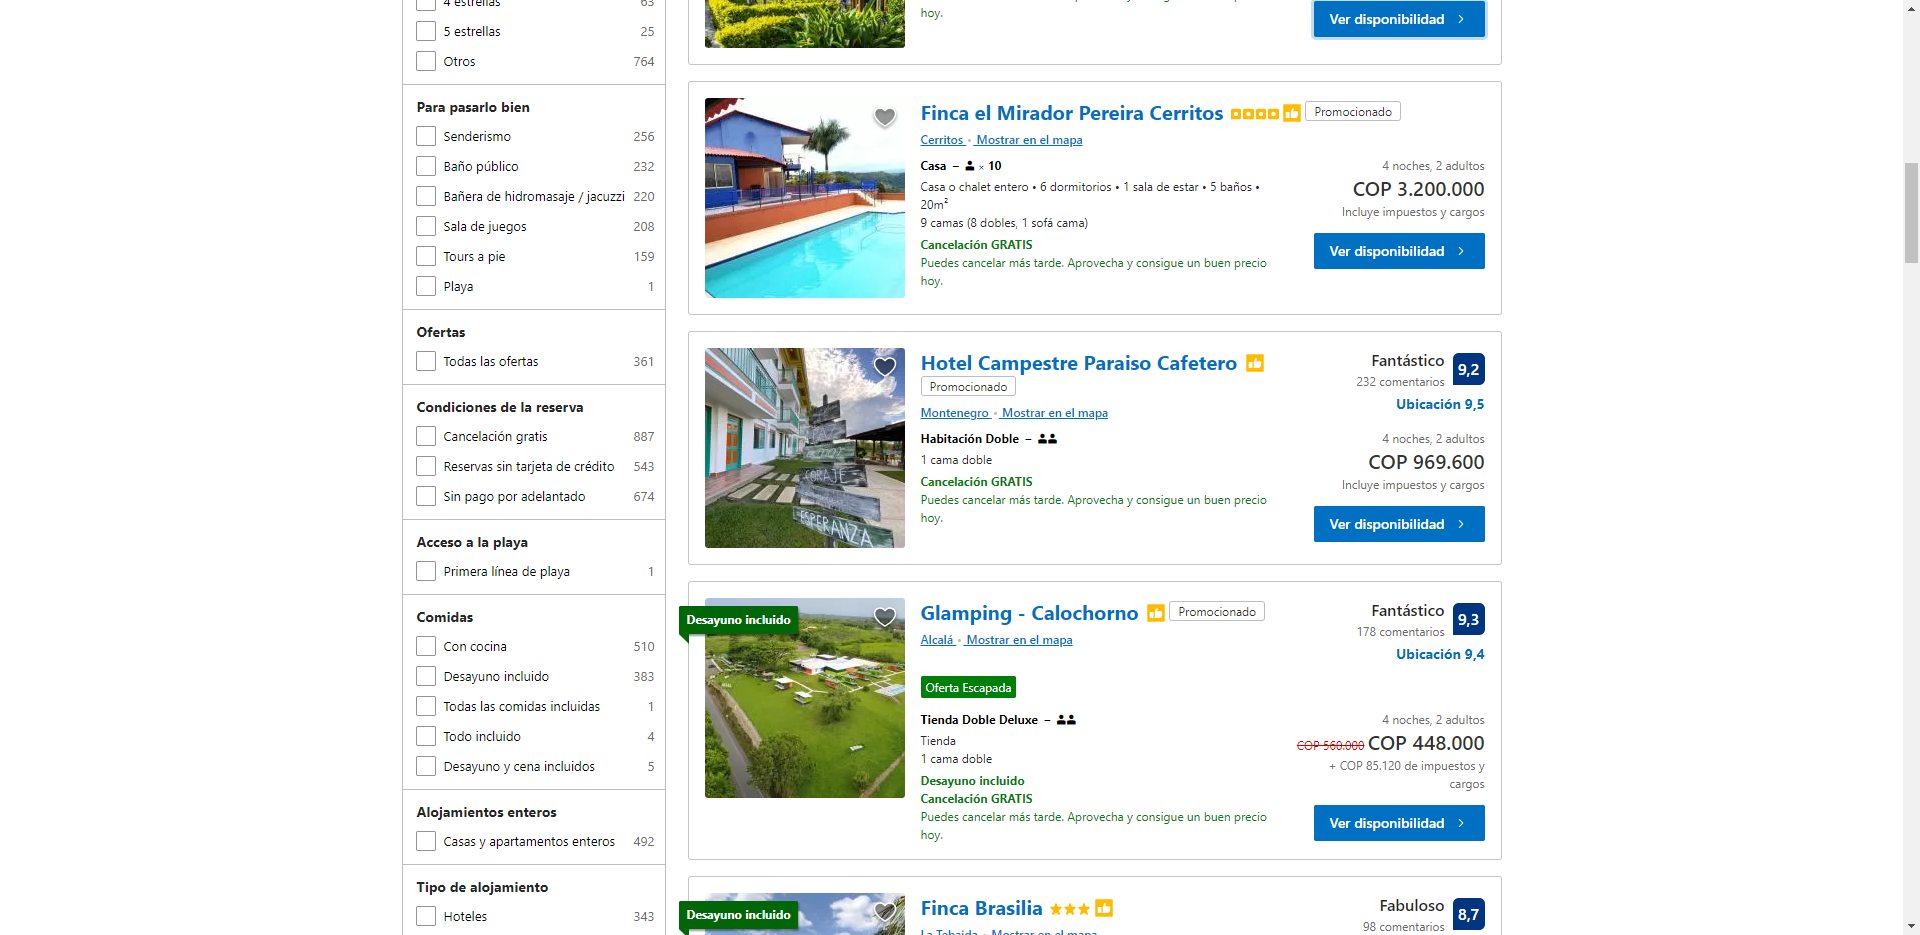 4 estrellas 63
5 estrellas 25
Otros 764
Para pasarlo bien
Senderismo 256
Baño público 232
Bañera de hidromasaje / jacuzzi 220
Sala de juegos 208
Tours a pie 159
Playa 1
Ofertas
Todas las ofertas 361
Condiciones de la reserva
Cancelación gratis 887
Reservas sin tarjeta de crédito 543
Sin pago por adelantado 674
Acceso a la playa
Primera línea de playa 1
Comidas
Con cocina 510
Desayuno incluido 383
Todas las comidas incluidas 1
Todo incluido 4
Desayuno y cena incluidos 5
Alojamientos enteros
Casas y apartamentos enteros 492
Tipo de alojamiento
Hoteles 343
hoy.
Ver disponibilidad
Finca el Mirador Pereira Cerritos Promocionado
Cerritos • Mostrar en el mapa
Casa – × 10
Casa o chalet entero • 6 dormitorios • 1 sala de estar • 5 baños •
20m²
9 camas (8 dobles, 1 sofá cama)
Cancelación GRATIS
Puedes cancelar más tarde. Aprovecha y consigue un buen precio
hoy.
4 noches, 2 adultos
COP 3.200.000
Incluye impuestos y cargos
Ver disponibilidad
CORAJE
ESPERANZA
Hotel Campestre Paraiso Cafetero
Promocionado
Montenegro • Mostrar en el mapa
Habitación Doble –
1 cama doble
Cancelación GRATIS
Puedes cancelar más tarde. Aprovecha y consigue un buen precio
hoy.
Fantástico 9,2
232 comentarios
Ubicación 9,5
4 noches, 2 adultos
COP 969.600
Incluye impuestos y cargos
Ver disponibilidad
Desayuno incluido
Glamping - Calochorno Promocionado
Alcalá • Mostrar en el mapa
Oferta Escapada
Tienda Doble Deluxe –
Tienda
1 cama doble
Desayuno incluido
Cancelación GRATIS
Puedes cancelar más tarde. Aprovecha y consigue un buen precio
hoy.
Fantástico 9,3
178 comentarios
Ubicación 9,4
4 noches, 2 adultos
COP 560.000 COP 448.000
+ COP 85.120 de impuestos y
cargos
Ver disponibilidad
Desayuno incluido
Finca Brasilia
La Tebaida • Mostrar en el mapa
Fabuloso 8,7
98 comentarios